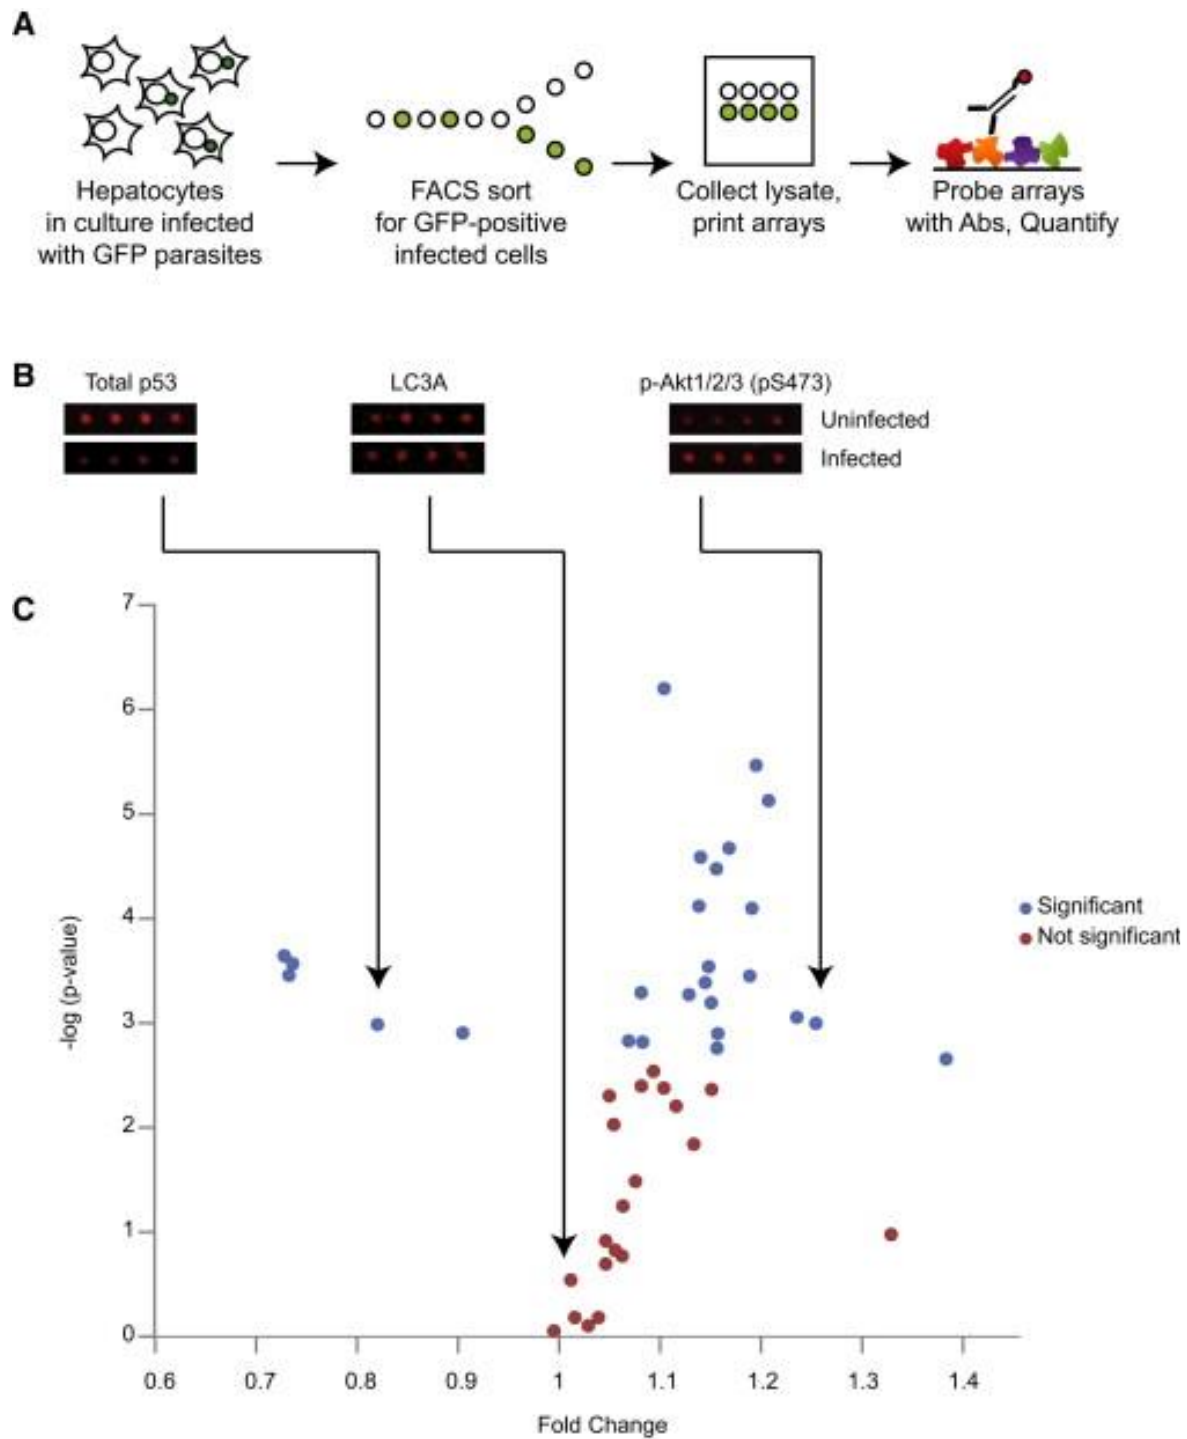 A
Hepatocytes
in culture infected
with GFP parasites
FACS sort
for GFP-positive
infected cells
Collect lysate,
print arrays
Probe arrays
with Abs, Quantify
B
Total p53
LC3A
p-Akt1/2/3 (pS473)
Uninfected
Infected
C
7
6
5
4
3
2
1
0
-log (p-value)
Significant
Not significant
0.6 0.7 0.8 0.9 1 1.1 1.2 1.3 1.4
Fold Change